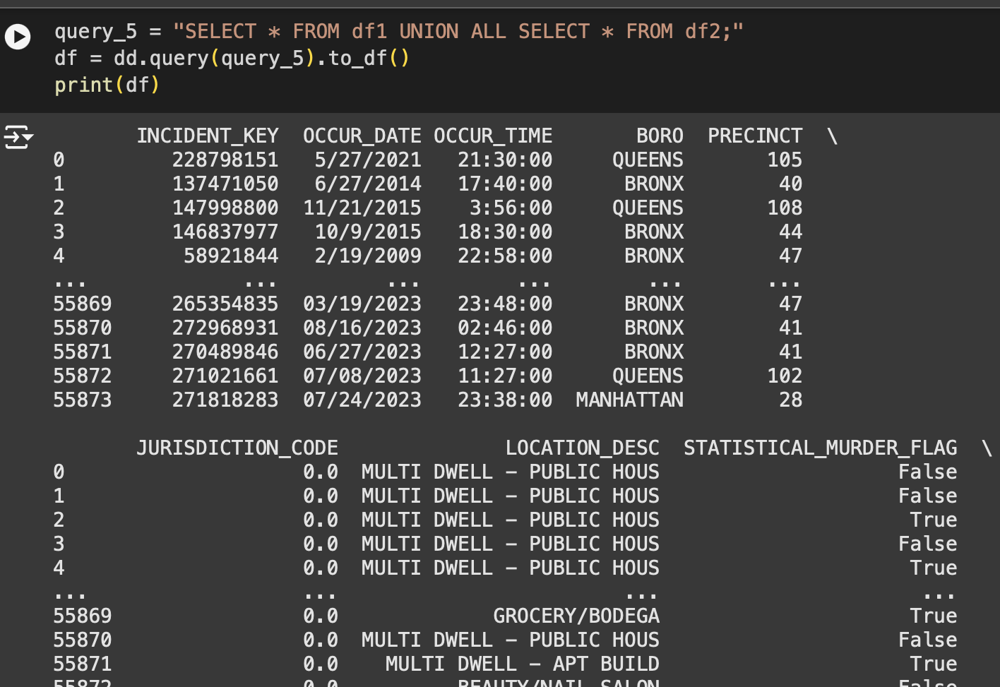 query_5 = "SELECT * FROM df1 UNION ALL SELECT * FROM df2;"
df = dd.query(query_5).to_df()
print(df)
INCIDENT_KEY OCCUR_DATE OCCUR_TIME BORO PRECINCT \
0 228798151 5/27/2021 21:30:00 QUEENS 105
1 137471050 6/27/2014 17:40:00 BRONX 40
2 147998800 11/21/2015 3:56:00 QUEENS 108
3 146837977 10/9/2015 18:30:00 BRONX 44
4 58921844 2/19/2009 22:58:00 BRONX 47
... ... ... ... ... ...
55869 265354835 03/19/2023 23:48:00 BRONX 47
55870 272968931 08/16/2023 02:46:00 BRONX 41
55871 270489846 06/27/2023 12:27:00 BRONX 41
55872 271021661 07/08/2023 11:27:00 QUEENS 102
55873 271818283 07/24/2023 23:38:00 MANHATTAN 28
JURISDICTION_CODE LOCATION_DESC STATISTICAL_MURDER_FLAG \
0 0.0 MULTI DWELL - PUBLIC HOUS False
1 0.0 MULTI DWELL - PUBLIC HOUS False
2 0.0 MULTI DWELL - PUBLIC HOUS True
3 0.0 MULTI DWELL - PUBLIC HOUS False
4 0.0 MULTI DWELL - PUBLIC HOUS True
... ... ... ...
55869 0.0 GROCERY/BODEGA True
55870 0.0 MULTI DWELL - PUBLIC HOUS False
55871 0.0 MULTI DWELL - APT BUILD True
55872 0.0 BEAUTY/NAIL SALON False